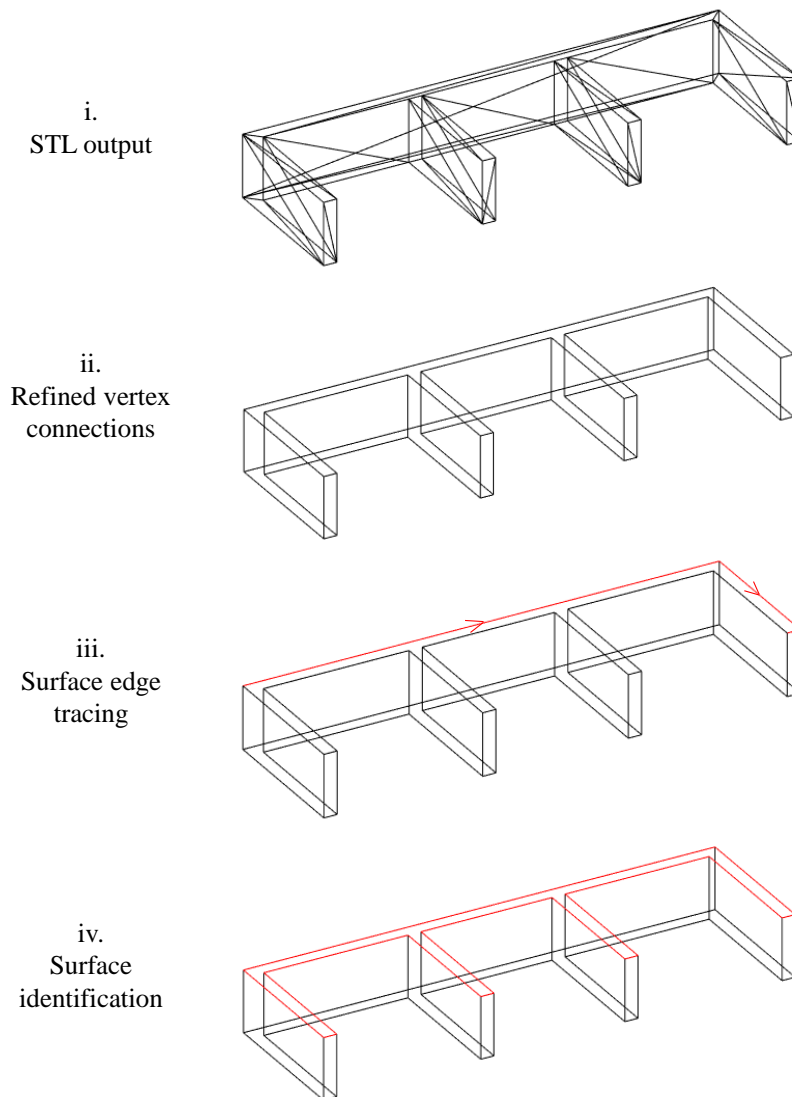 i.
STL output
ii.
Refined vertex
connections
iii.
Surface edge
tracing
iv.
Surface
identification